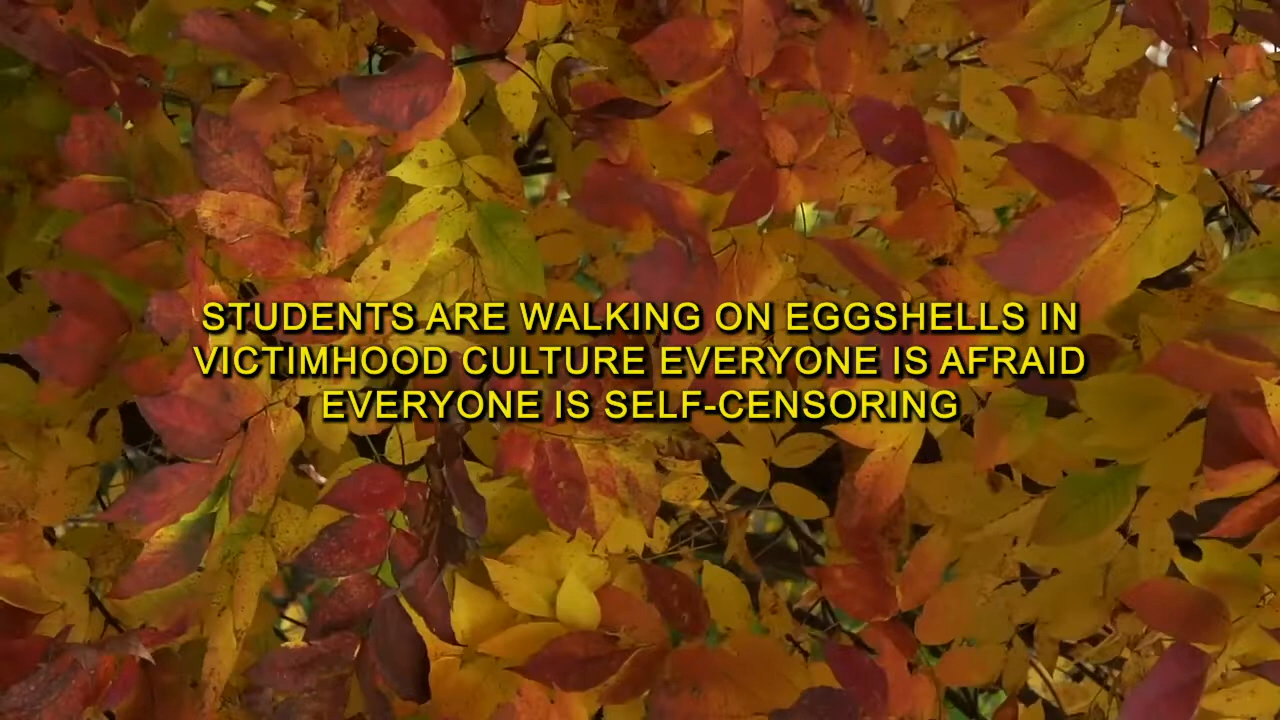 STUDENTS ARE WALKING ON EGGSHELLS IN
VICTIMHOOD CULTURE EVERYONE IS AFRAID
EVERYONE IS SELF-CENSORING